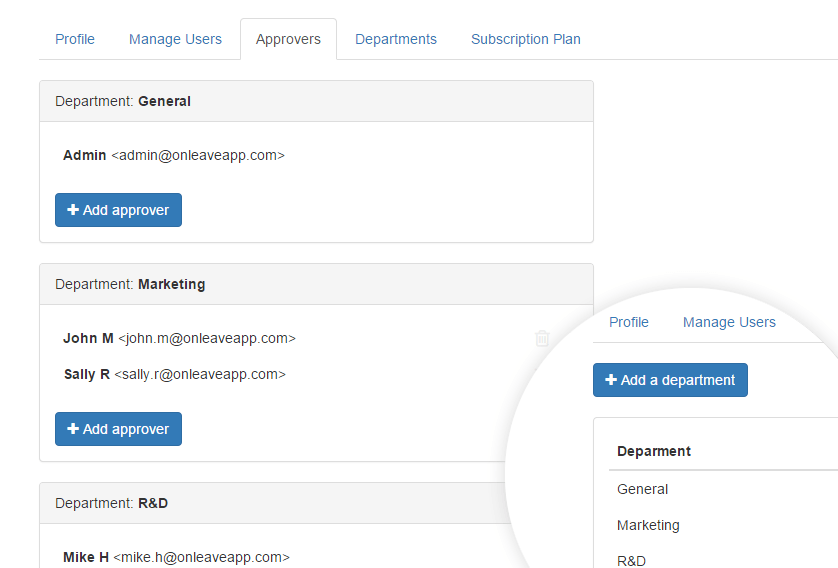 Profile Manage Users Approvers Departments Subscription Plan
Department: General
Admin <admin@onleaveapp.com>
+ Add approver
Department: Marketing
John M <john.m@onleaveapp.com>
Sally R <sally.r@onleaveapp.com>
+ Add approver
Department: R&D
Mike H <mike.h@onleaveapp.com>
Profile Manage Users
+ Add a department
Deparment
General
Marketing
R&D